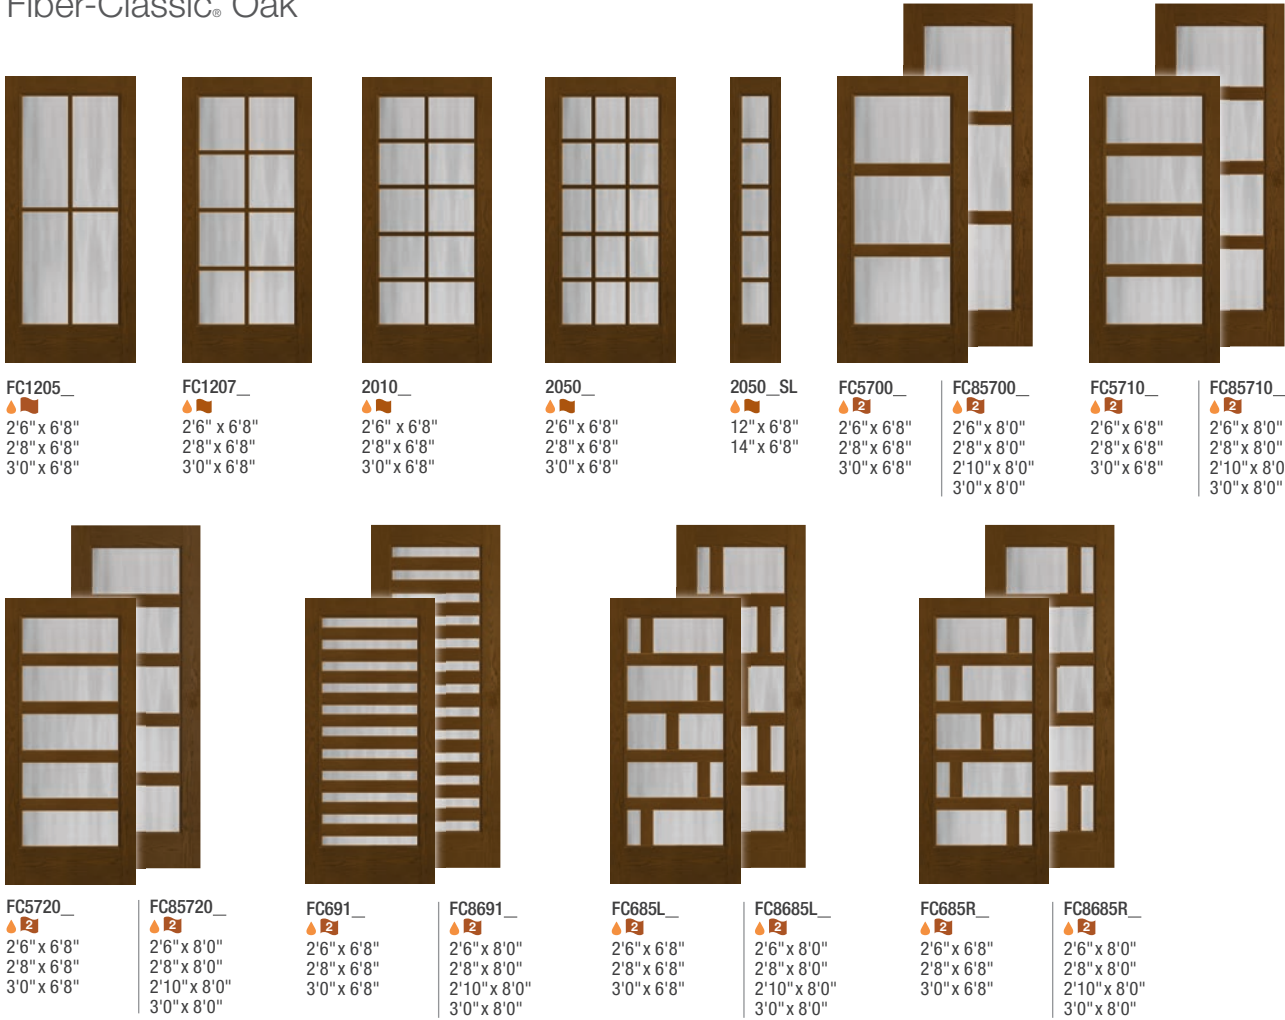 Fiber-Classic® Oak
FC1205_
2'6" x 6'8"
2'8" x 6'8"
3'0" x 6'8"
FC1207_
2'6" x 6'8"
2'8" x 6'8"
3'0" x 6'8"
2010_
2'6" x 6'8"
2'8" x 6'8"
3'0" x 6'8"
2050_
2'6" x 6'8"
2'8" x 6'8"
3'0" x 6'8"
2050_SL
12" x 6'8"
14" x 6'8"
FC5700_
2
2'6" x 6'8"
2'8" x 6'8"
3'0" x 6'8"
FC85700_
2
2'6" x 8'0"
2'8" x 8'0"
2'10" x 8'0"
3'0" x 8'0"
FC5710_
2
2'6" x 6'8"
2'8" x 6'8"
3'0" x 6'8"
FC85710_
2
2'6" x 8'0"
2'8" x 8'0"
2'10" x 8'0
3'0" x 8'0"
FC5720_
2
2'6" x 6'8"
2'8" x 6'8"
3'0" x 6'8"
FC85720_
2
2'6" x 8'0"
2'8" x 8'0"
2'10" x 8'0"
3'0" x 8'0"
FC691_
2
2'6" x 6'8"
2'8" x 6'8"
3'0" x 6'8"
FC8691_
2
2'6" x 8'0"
2'8" x 8'0"
2'10" x 8'0"
3'0" x 8'0"
FC685L_
2
2'6" x 6'8"
2'8" x 6'8"
3'0" x 6'8"
FC8685L_
2
2'6" x 8'0"
2'8" x 8'0"
2'10" x 8'0"
3'0" x 8'0"
FC685R_
2
2'6" x 6'8"
2'8" x 6'8"
3'0" x 6'8"
FC8685R_
2
2'6" x 8'0"
2'8" x 8'0"
2'10" x 8'0"
3'0" x 8'0"